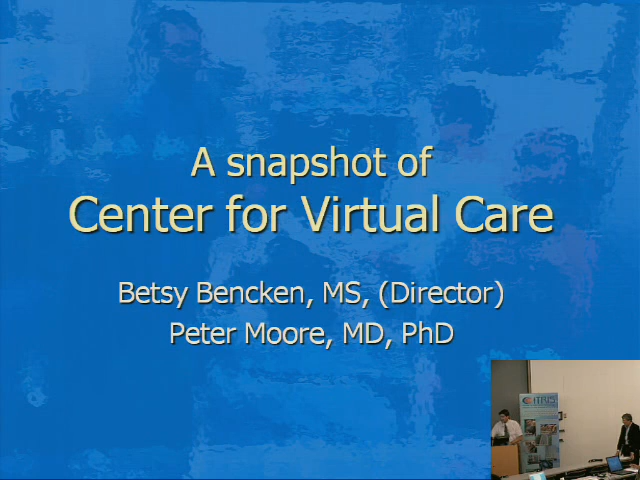 A snapshot of
Center for Virtual Care
Betsy Bencken, MS, (Director)
Peter Moore, MD, PhD